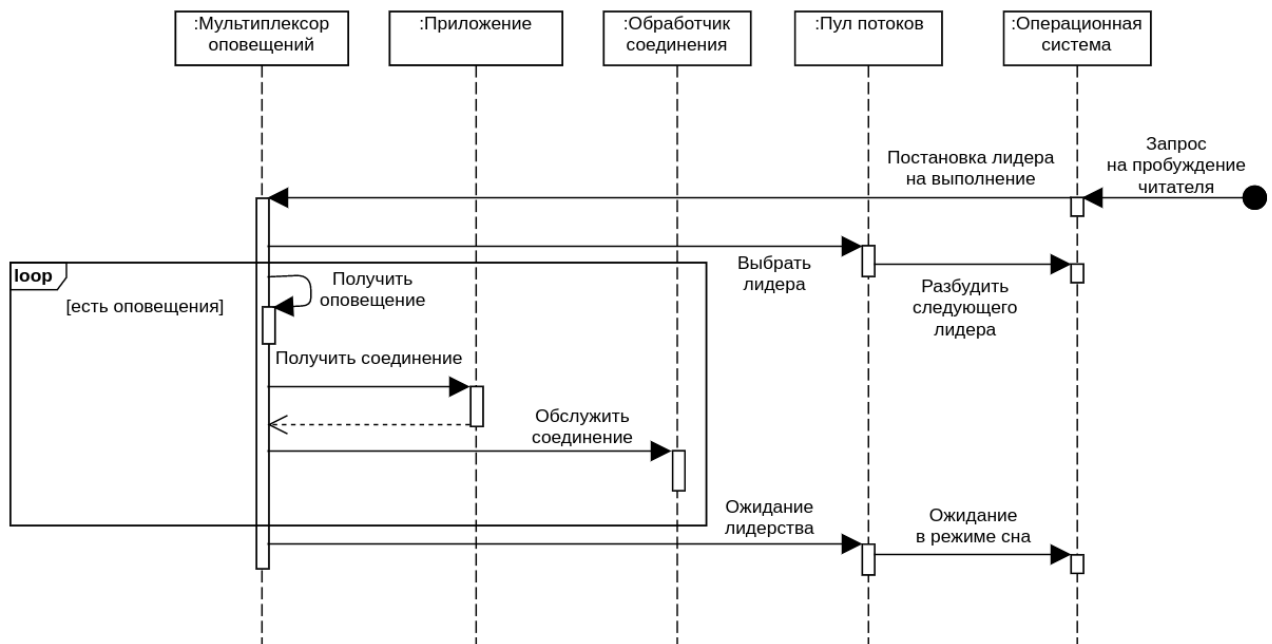 :Мультиплексор
оповещений
:Приложение
:Обработчик
соединения
:Пул потоков
:Операционная
система
Запрос
на пробуждение
читателя
Постановка лидера
на выполнение
Выбрать
лидера
Разбудить
следующего
лидера
loop
[есть оповещения]
Получить
оповещение
Получить соединение
Обслужить
соединение
Ожидание
лидерства
Ожидание
в режиме сна